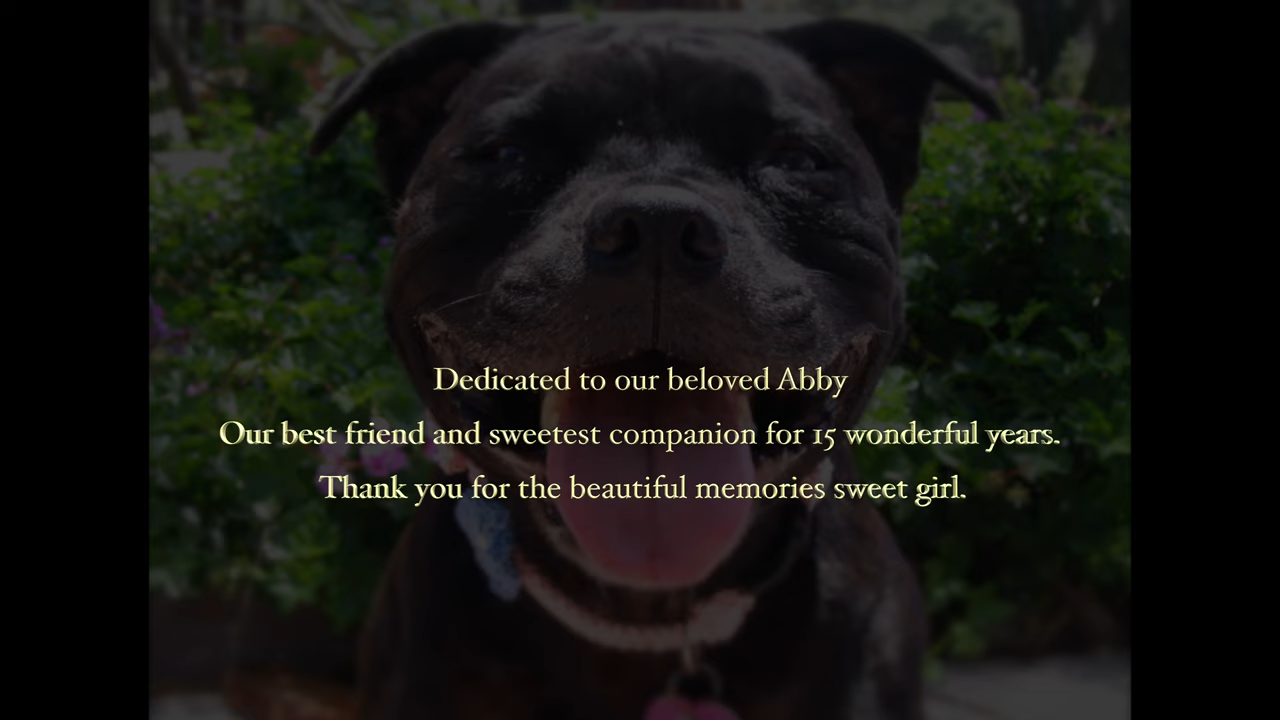 Dedicated to our beloved Abby
Our best friend and sweetest companion for 15 wonderful years.
Thank you for the beautiful memories sweet girl.